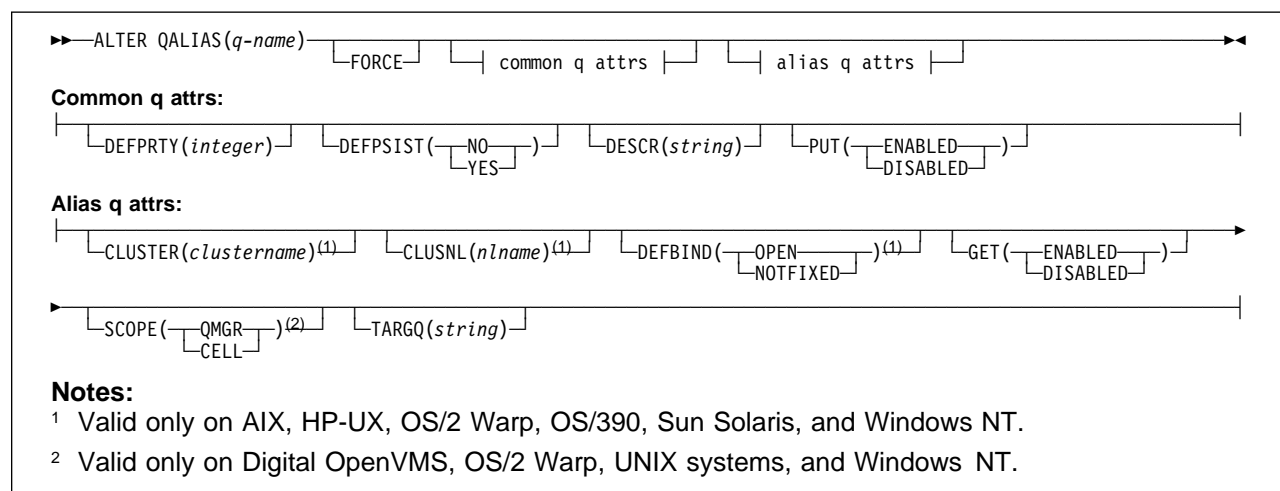 ALTER QALIAS(q-name)
FORCE common q attrs alias q attrs
Common q attrs:
DEFPRTY(integer) DEFPSIST( NO ) DESCR(string) PUT( ENABLED )
YES DISABLED
Alias q attrs:
CLUSTER(clustername)(1) CLUSNL(nlname)(1) DEFBIND( OPEN )(1) GET( ENABLED )
NOTFIXED DISABLED
SCOPE( QMGR )(2) TARGQ(string)
CELL
Notes:
1 Valid only on AIX, HP-UX, OS/2 Warp, OS/390, Sun Solaris, and Windows NT.
2 Valid only on Digital OpenVMS, OS/2 Warp, UNIX systems, and Windows NT.